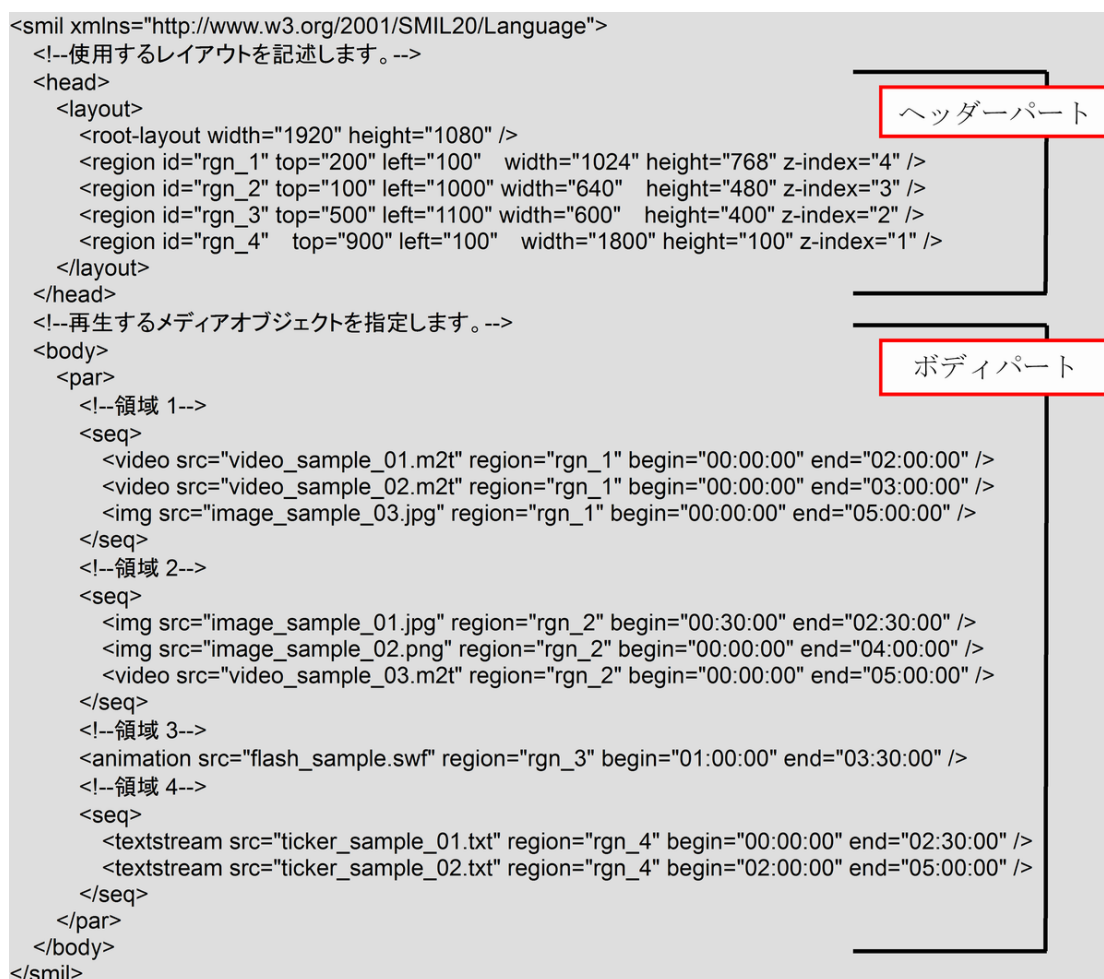 <smil xmlns="http://www.w3.org/2001/SMIL20/Language">
<!--使用するレイアウトを記述します。-->
<head>
<layout>
<root-layout width="1920" height="1080" />
<region id="rgn_1" top="200" left="100" width="1024" height="768" z-index="4" />
<region id="rgn_2" top="100" left="1000" width="640" height="480" z-index="3" />
<region id="rgn_3" top="500" left="1100" width="600" height="400" z-index="2" />
<region id="rgn_4" top="900" left="100" width="1800" height="100" z-index="1" />
</layout>
</head>
ヘッダーパート
<!--再生するメディアオブジェクトを指定します。-->
<body>
<par>
<!--領域 1-->
<seq>
<video src="video_sample_01.m2t" region="rgn_1" begin="00:00:00" end="02:00:00" />
<video src="video_sample_02.m2t" region="rgn_1" begin="00:00:00" end="03:00:00" />
<img src="image_sample_03.jpg" region="rgn_1" begin="00:00:00" end="05:00:00" />
</seq>
<!--領域 2-->
<seq>
<img src="image_sample_01.jpg" region="rgn_2" begin="00:30:00" end="02:30:00" />
<img src="image_sample_02.png" region="rgn_2" begin="00:00:00" end="04:00:00" />
<video src="video_sample_03.m2t" region="rgn_2" begin="00:00:00" end="05:00:00" />
</seq>
<!--領域 3-->
<animation src="flash_sample.swf" region="rgn_3" begin="01:00:00" end="03:30:00" />
<!--領域 4-->
<seq>
<textstream src="ticker_sample_01.txt" region="rgn_4" begin="00:00:00" end="02:30:00" />
<textstream src="ticker_sample_02.txt" region="rgn_4" begin="02:00:00" end="05:00:00" />
</seq>
</par>
</body>
ボディパート
</smil>